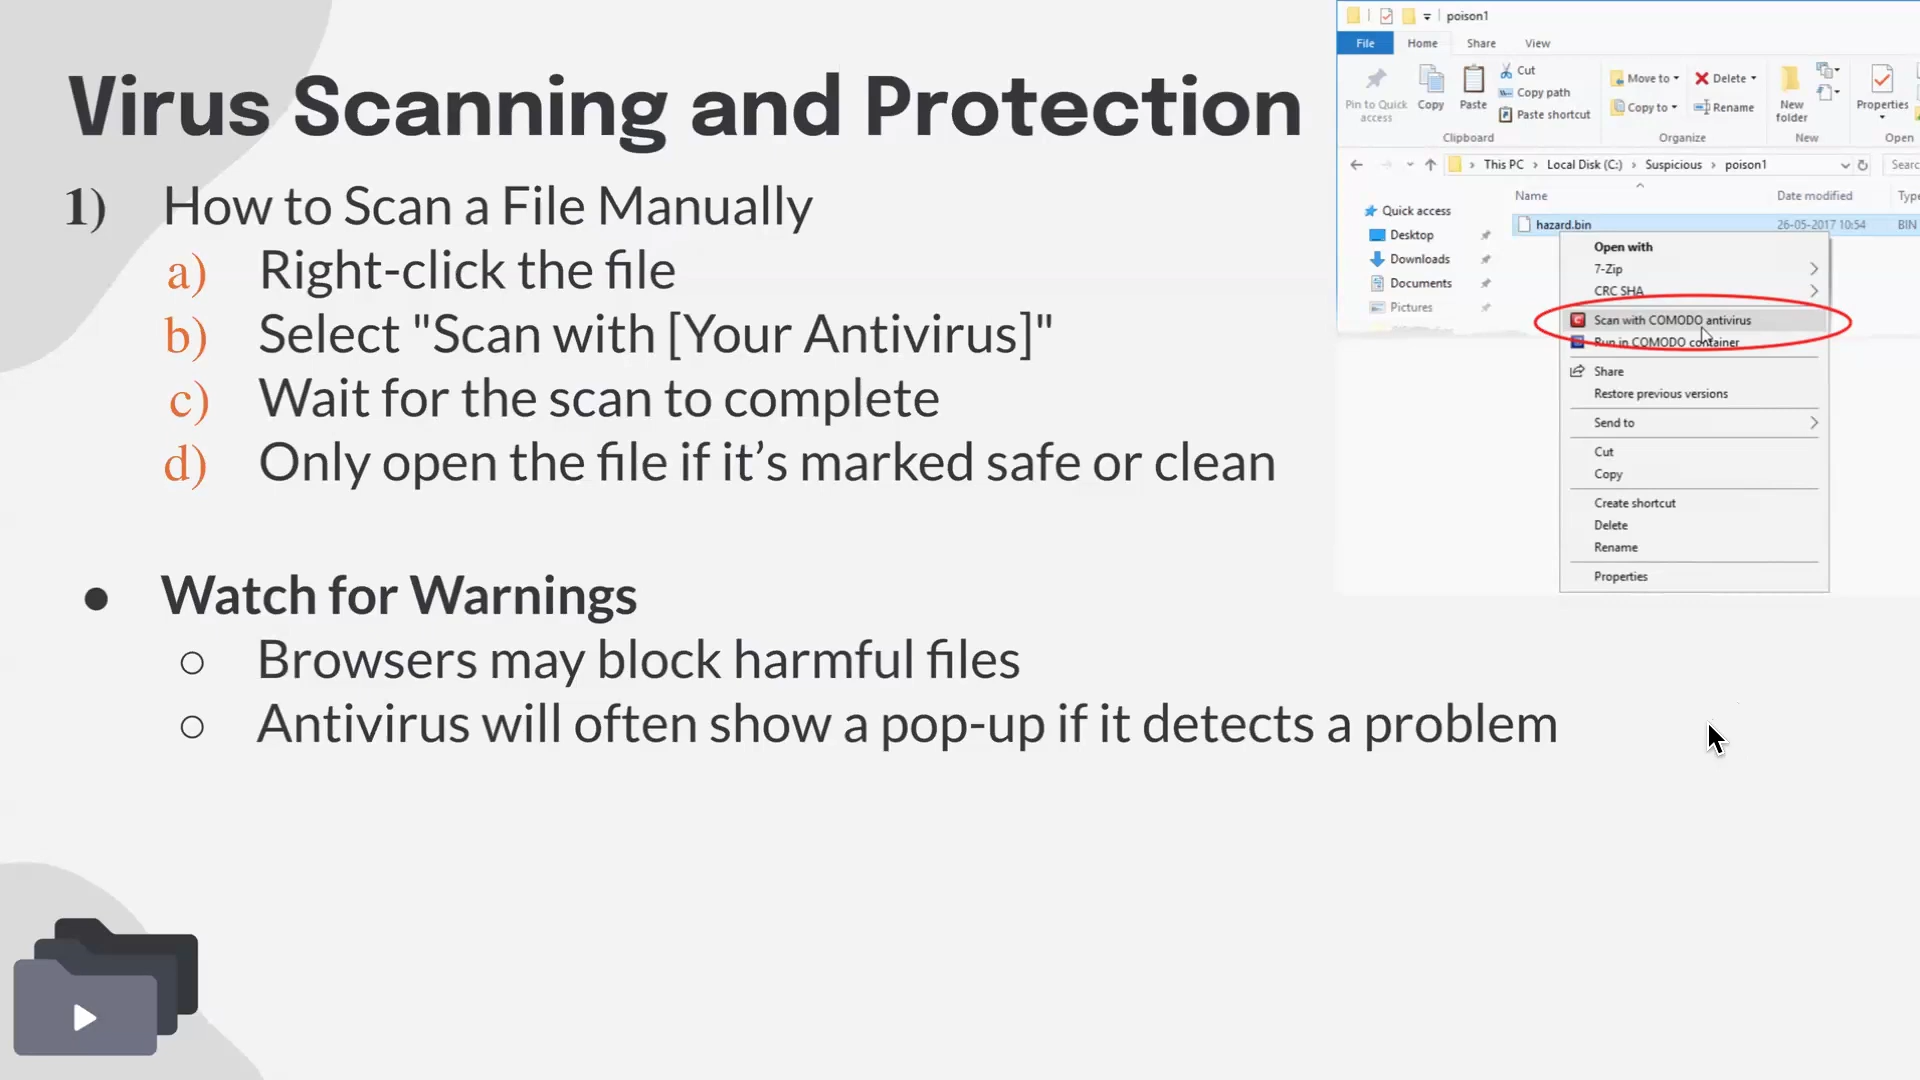 Virus Scanning and Protection
1) How to Scan a File Manually
a) Right-click the file
b) Select "Scan with [Your Antivirus]"
c) Wait for the scan to complete
d) Only open the file if it’s marked safe or clean
● Watch for Warnings
○ Browsers may block harmful files
○ Antivirus will often show a pop-up if it detects a problem
poison1
File Home Share View
Pin to Quick access
Copy
Paste
Cut
Copy path
Paste shortcut
Clipboard
Move to
Copy to
Delete
Rename
Organize
New folder
New
Properties
Open
This PC › Local Disk (C:) › Suspicious › poison1
Name Date modified
Quick access
Desktop
Downloads
Documents
Pictures
hazard.bin 26-05-2017 10:54 BIN
Open with
7-Zip
CRC SHA
Scan with COMODO antivirus
Run in COMODO container
Share
Restore previous versions
Send to
Cut
Copy
Create shortcut
Delete
Rename
Properties